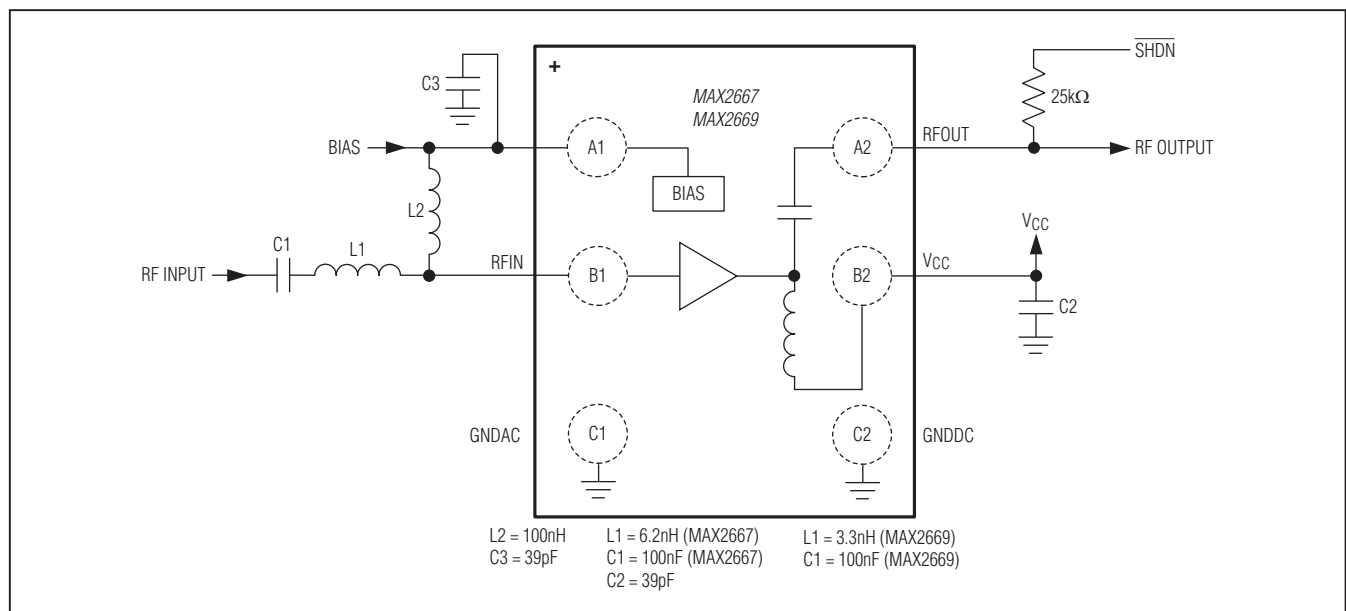 +
MAX2667
MAX2669
SHDN
25kΩ
C3
BIAS
A1
BIAS
A2
RFOUT
RF OUTPUT
L2
C1
L1
RF INPUT
RFIN
B1
B2
VCC
VCC
C2
GNDAC
C1
C2
GNDDC
L2 = 100nH
C3 = 39pF
L1 = 6.2nH (MAX2667)
C1 = 100nF (MAX2667)
C2 = 39pF
L1 = 3.3nH (MAX2669)
C1 = 100nF (MAX2669)